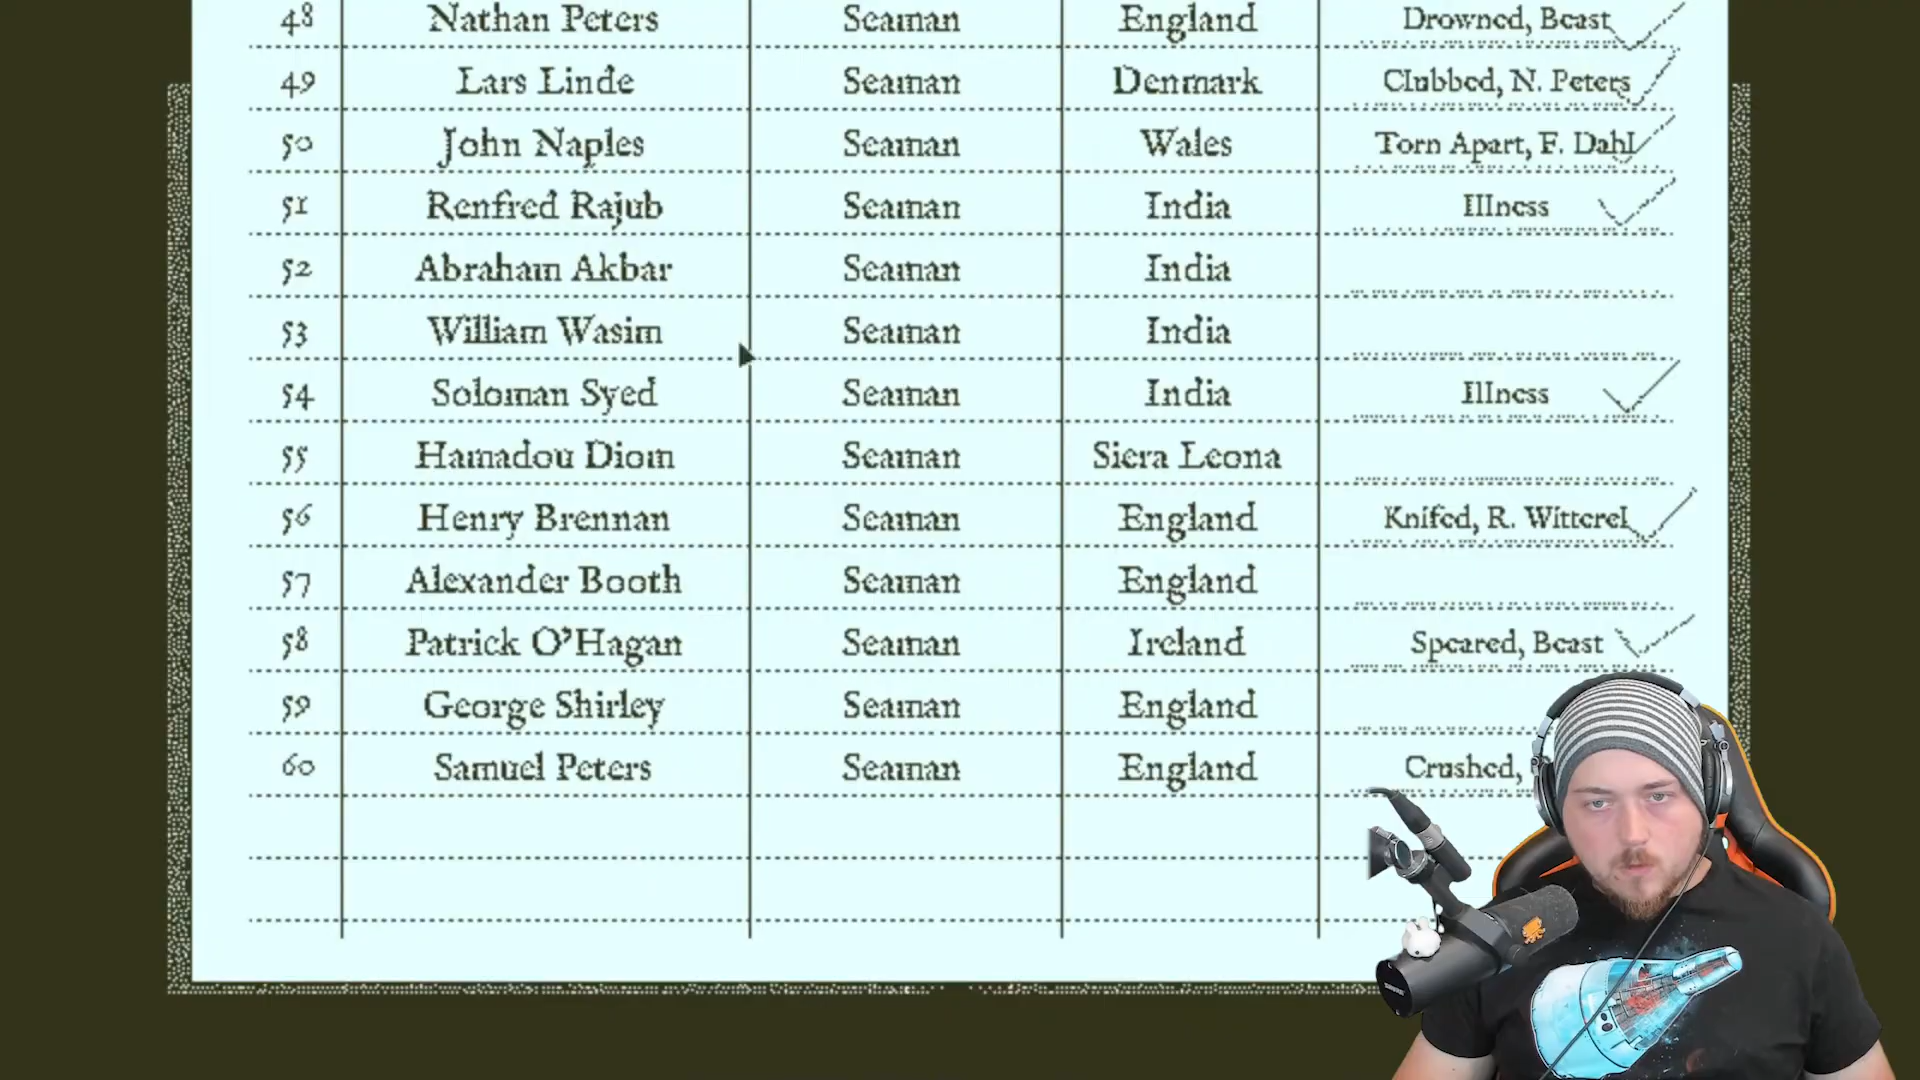 48 Nathan Peters Seaman England Drowned, Beast
49 Lars Linde Seaman Denmark Clubbed, N. Peters
50 John Naples Seaman Wales Torn Apart, F. Dahl
51 Renfred Rajub Seaman India Illness
52 Abraham Akbar Seaman India
53 William Wasim Seaman India
54 Soloman Syed Seaman India Illness
55 Hamadou Diom Seaman Siera Leona
56 Henry Brennan Seaman England Knifed, R. Witterel
57 Alexander Booth Seaman England
58 Patrick O'Hagan Seaman Ireland Speared, Beast
59 George Shirley Seaman England
60 Samuel Peters Seaman England Crushed,